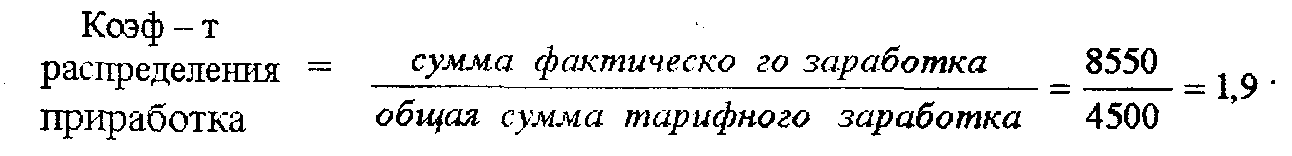 Коэф – т
распределения = сумма фактическо го заработка / общая сумма тарифного заработка = 8550 / 4500 = 1,9
приработка